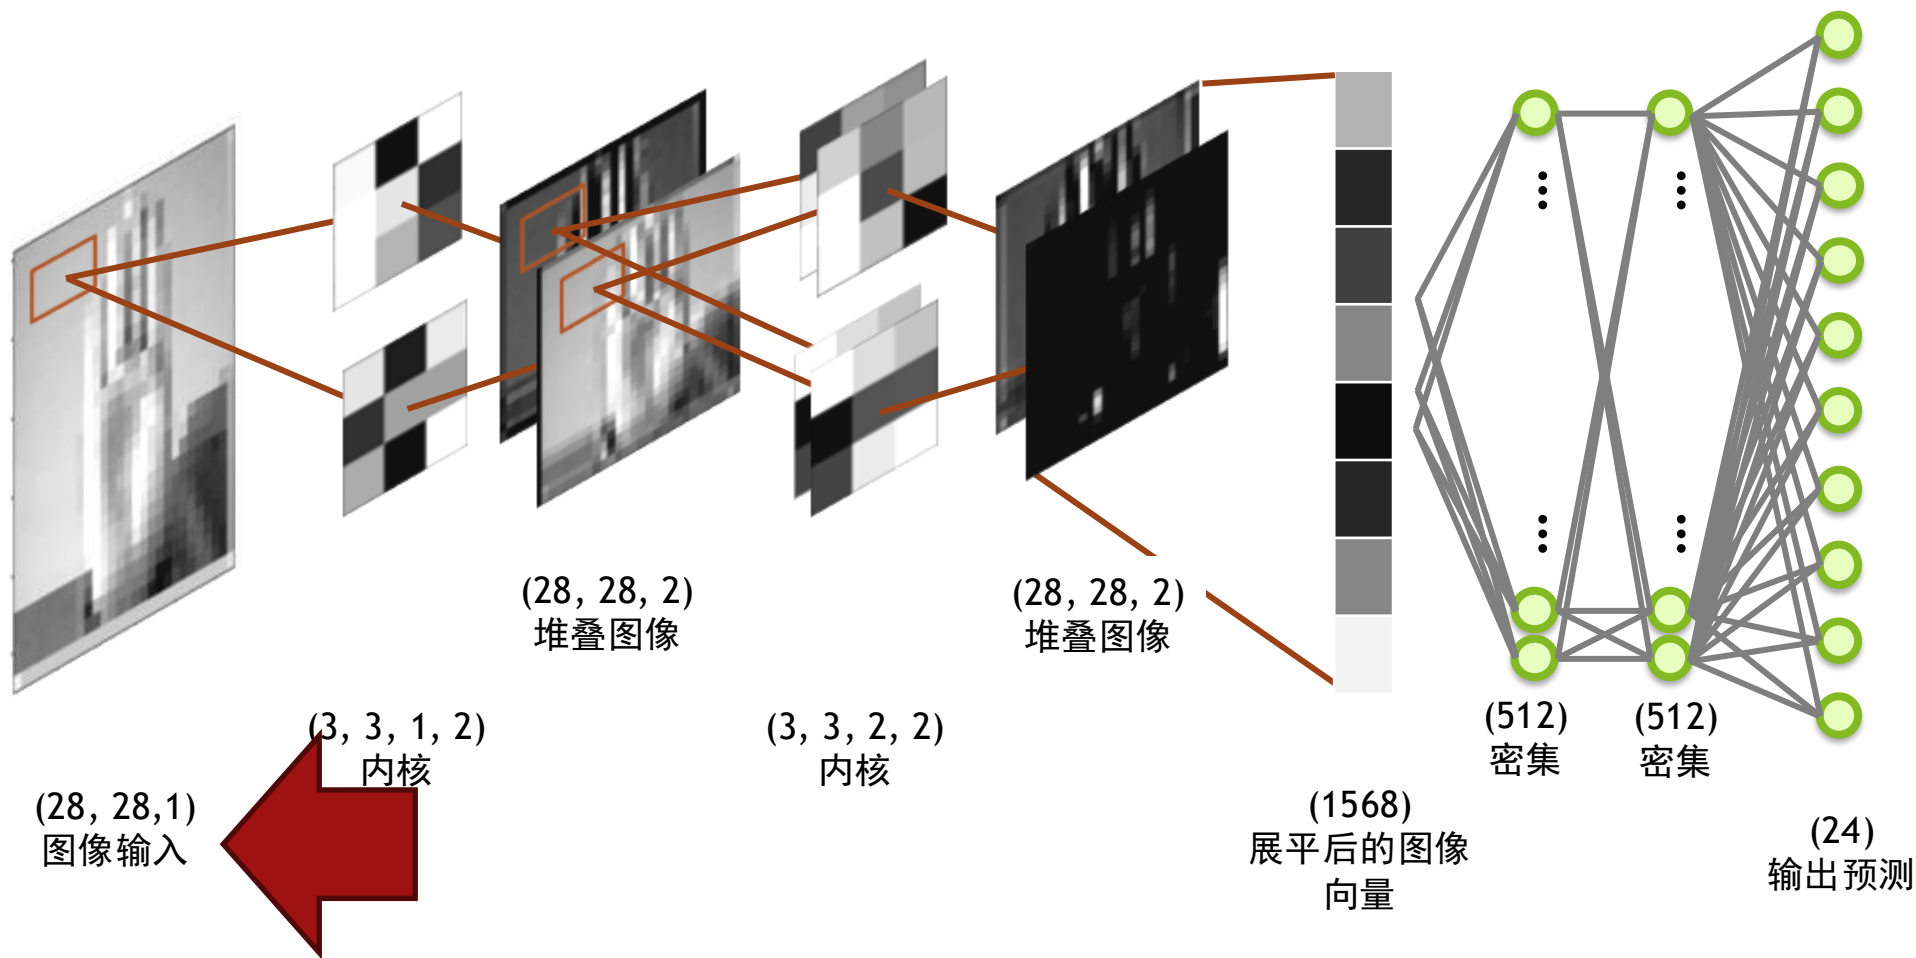 (28, 28,1)
图像输入
(3, 3, 1, 2)
内核
(28, 28, 2)
堆叠图像
(3, 3, 2, 2)
内核
(28, 28, 2)
堆叠图像
(1568)
展平后的图像
向量
(512)
密集
(512)
密集
(24)
输出预测